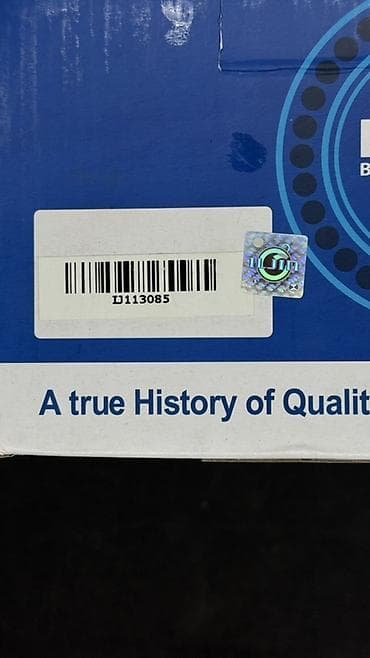 B
IJ113085
A true History of Qualit